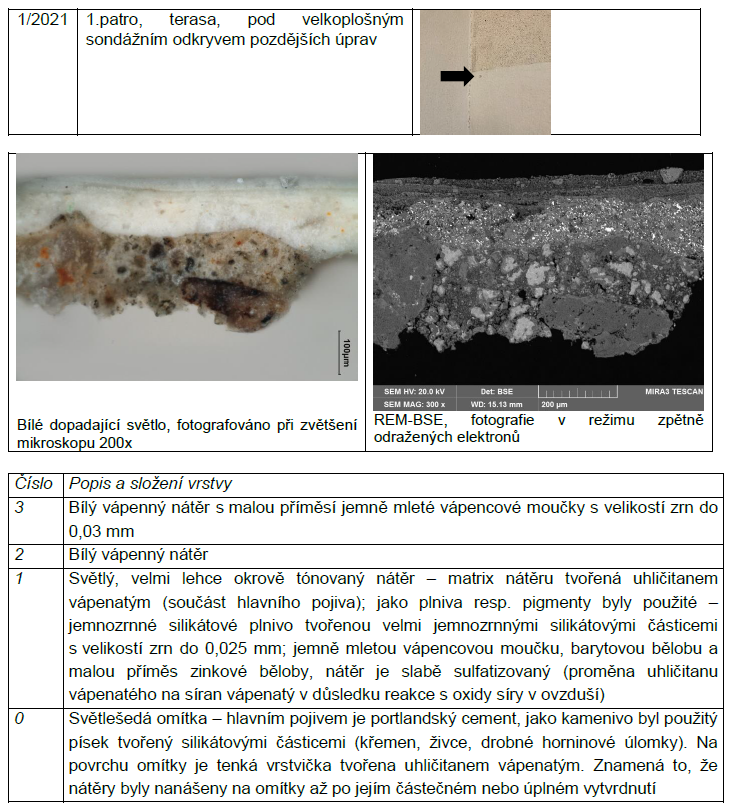 1/2021
1.patro, terasa, pod velkoplošným
sondážním odkryvem pozdějších úprav
100µm
SEM HV: 20.0 kV
Det: BSE
MIRA3 TESCAN
SEM MAG: 300 x
WD: 15.13 mm
200 µm
Bílé dopadající světlo, fotografováno při zvětšení
mikroskopu 200x
REM-BSE, fotografie v režimu zpětně
odražených elektronů
Číslo
Popis a složení vrstvy
3
Bílý vápenný nátěr s malou příměsí jemně mleté vápencové moučky s velikostí zrn do
0,03 mm
2
Bílý vápenný nátěr
1
Světlý, velmi lehce okrově tónovaný nátěr – matrix nátěru tvořená uhličitanem
vápenatým (součást hlavního pojiva); jako plniva resp. pigmenty byly použité –
jemnozrnné silikátové plnivo tvořenou velmi jemnozrnnými silikátovými částicemi
s velikostí zrn do 0,025 mm; jemně mletou vápencovou moučku, barytovou bělobu a
malou příměs zinkové běloby, nátěr je slabě sulfatizovaný (proměna uhličitanu
vápenatého na síran vápenatý v důsledku reakce s oxidy síry v ovzduší)
0
Světlešedá omítka – hlavním pojivem je portlandský cement, jako kamenivo byl použitý
písek tvořený silikátovými částicemi (křemen, živce, drobné horninové úlomky). Na
povrchu omítky je tenká vrstvička tvořena uhličitanem vápenatým. Znamená to, že
nátěry byly nanášeny na omítky až po jejím částečném nebo úplném vytvrdnutí